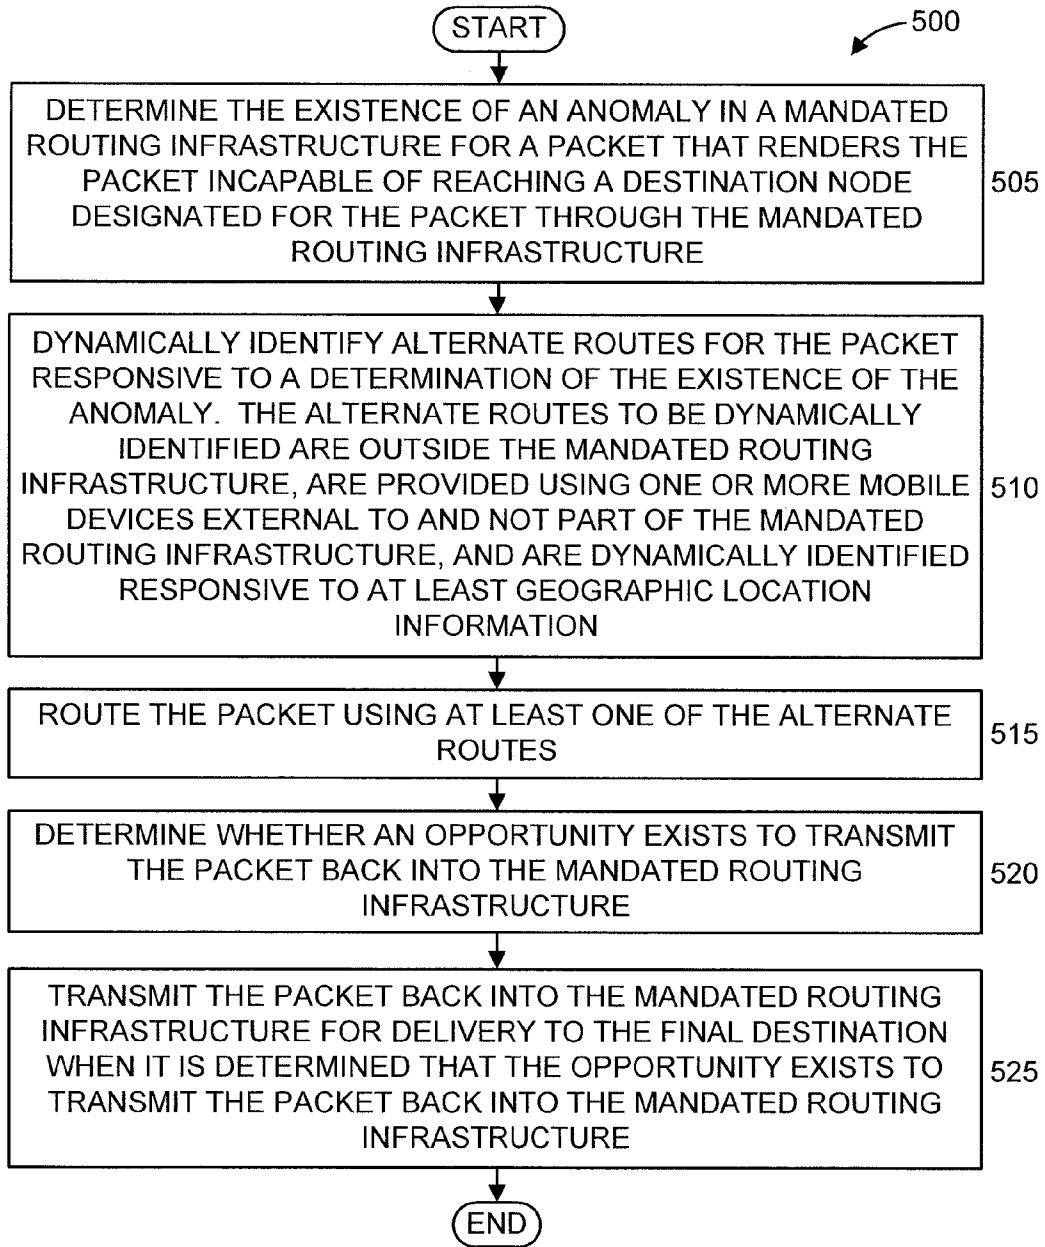 START
500
DETERMINE THE EXISTENCE OF AN ANOMALY IN A MANDATED
ROUTING INFRASTRUCTURE FOR A PACKET THAT RENDERS THE
PACKET INCAPABLE OF REACHING A DESTINATION NODE
DESIGNATED FOR THE PACKET THROUGH THE MANDATED
ROUTING INFRASTRUCTURE
505
DYNAMICALLY IDENTIFY ALTERNATE ROUTES FOR THE PACKET
RESPONSIVE TO A DETERMINATION OF THE EXISTENCE OF THE
ANOMALY. THE ALTERNATE ROUTES TO BE DYNAMICALLY
IDENTIFIED ARE OUTSIDE THE MANDATED ROUTING
INFRASTRUCTURE, ARE PROVIDED USING ONE OR MORE MOBILE
DEVICES EXTERNAL TO AND NOT PART OF THE MANDATED
ROUTING INFRASTRUCTURE, AND ARE DYNAMICALLY IDENTIFIED
RESPONSIVE TO AT LEAST GEOGRAPHIC LOCATION
INFORMATION
510
ROUTE THE PACKET USING AT LEAST ONE OF THE ALTERNATE
ROUTES
515
DETERMINE WHETHER AN OPPORTUNITY EXISTS TO TRANSMIT
THE PACKET BACK INTO THE MANDATED ROUTING
INFRASTRUCTURE
520
TRANSMIT THE PACKET BACK INTO THE MANDATED ROUTING
INFRASTRUCTURE FOR DELIVERY TO THE FINAL DESTINATION
WHEN IT IS DETERMINED THAT THE OPPORTUNITY EXISTS TO
TRANSMIT THE PACKET BACK INTO THE MANDATED ROUTING
INFRASTRUCTURE
525
END